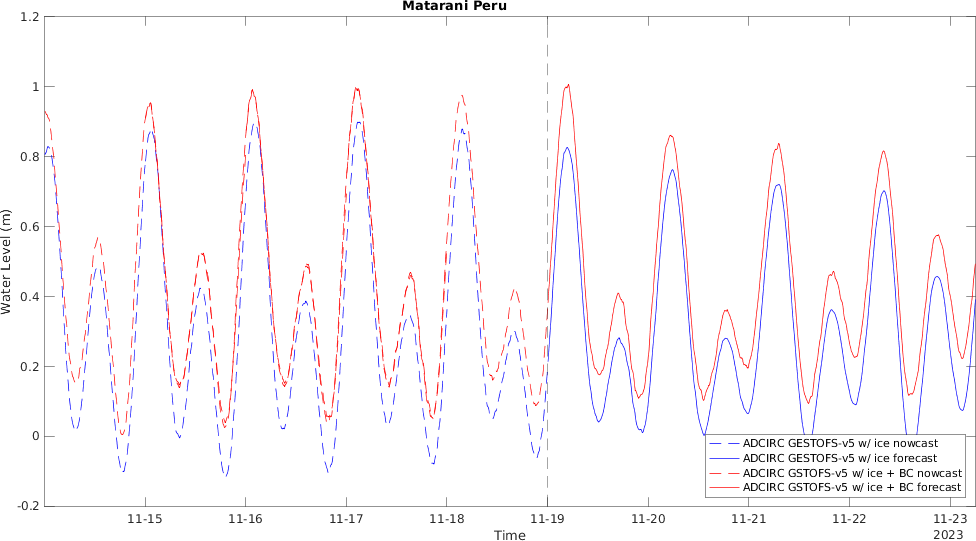 Matarani Peru
1.2
1
0.8
0.6
0.4
0.2
0
-0.2
Water Level (m)
11-15 11-16 11-17 11-18 11-19 11-20 11-21 11-22 11-23
2023
Time
ADCIRC GESTOFS-v5 w/ ice nowcast
ADCIRC GESTOFS-v5 w/ ice forecast
ADCIRC GSTOFS-v5 w/ ice + BC nowcast
ADCIRC GSTOFS-v5 w/ ice + BC forecast